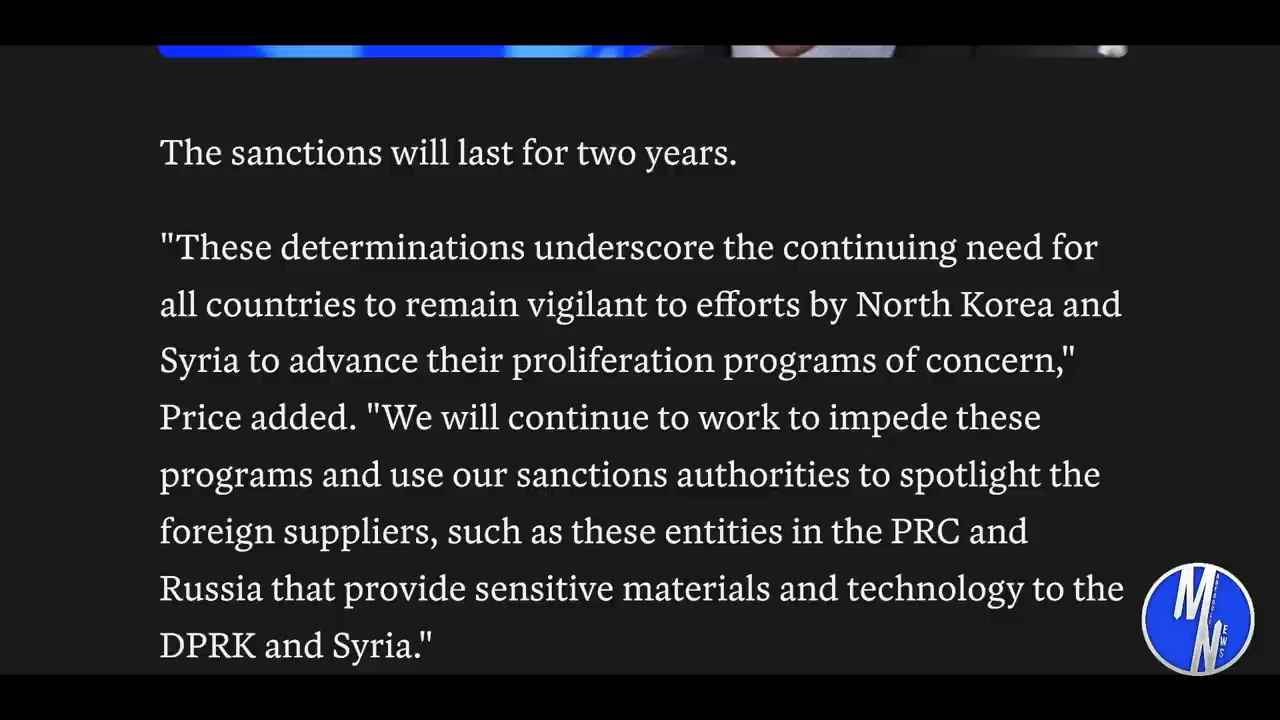 The sanctions will last for two years.
"These determinations underscore the continuing need for
all countries to remain vigilant to efforts by North Korea and
Syria to advance their proliferation programs of concern,"
Price added. "We will continue to work to impede these
programs and use our sanctions authorities to spotlight the
foreign suppliers, such as these entities in the PRC and
Russia that provide sensitive materials and technology to the
DPRK and Syria."
M
N
EWS